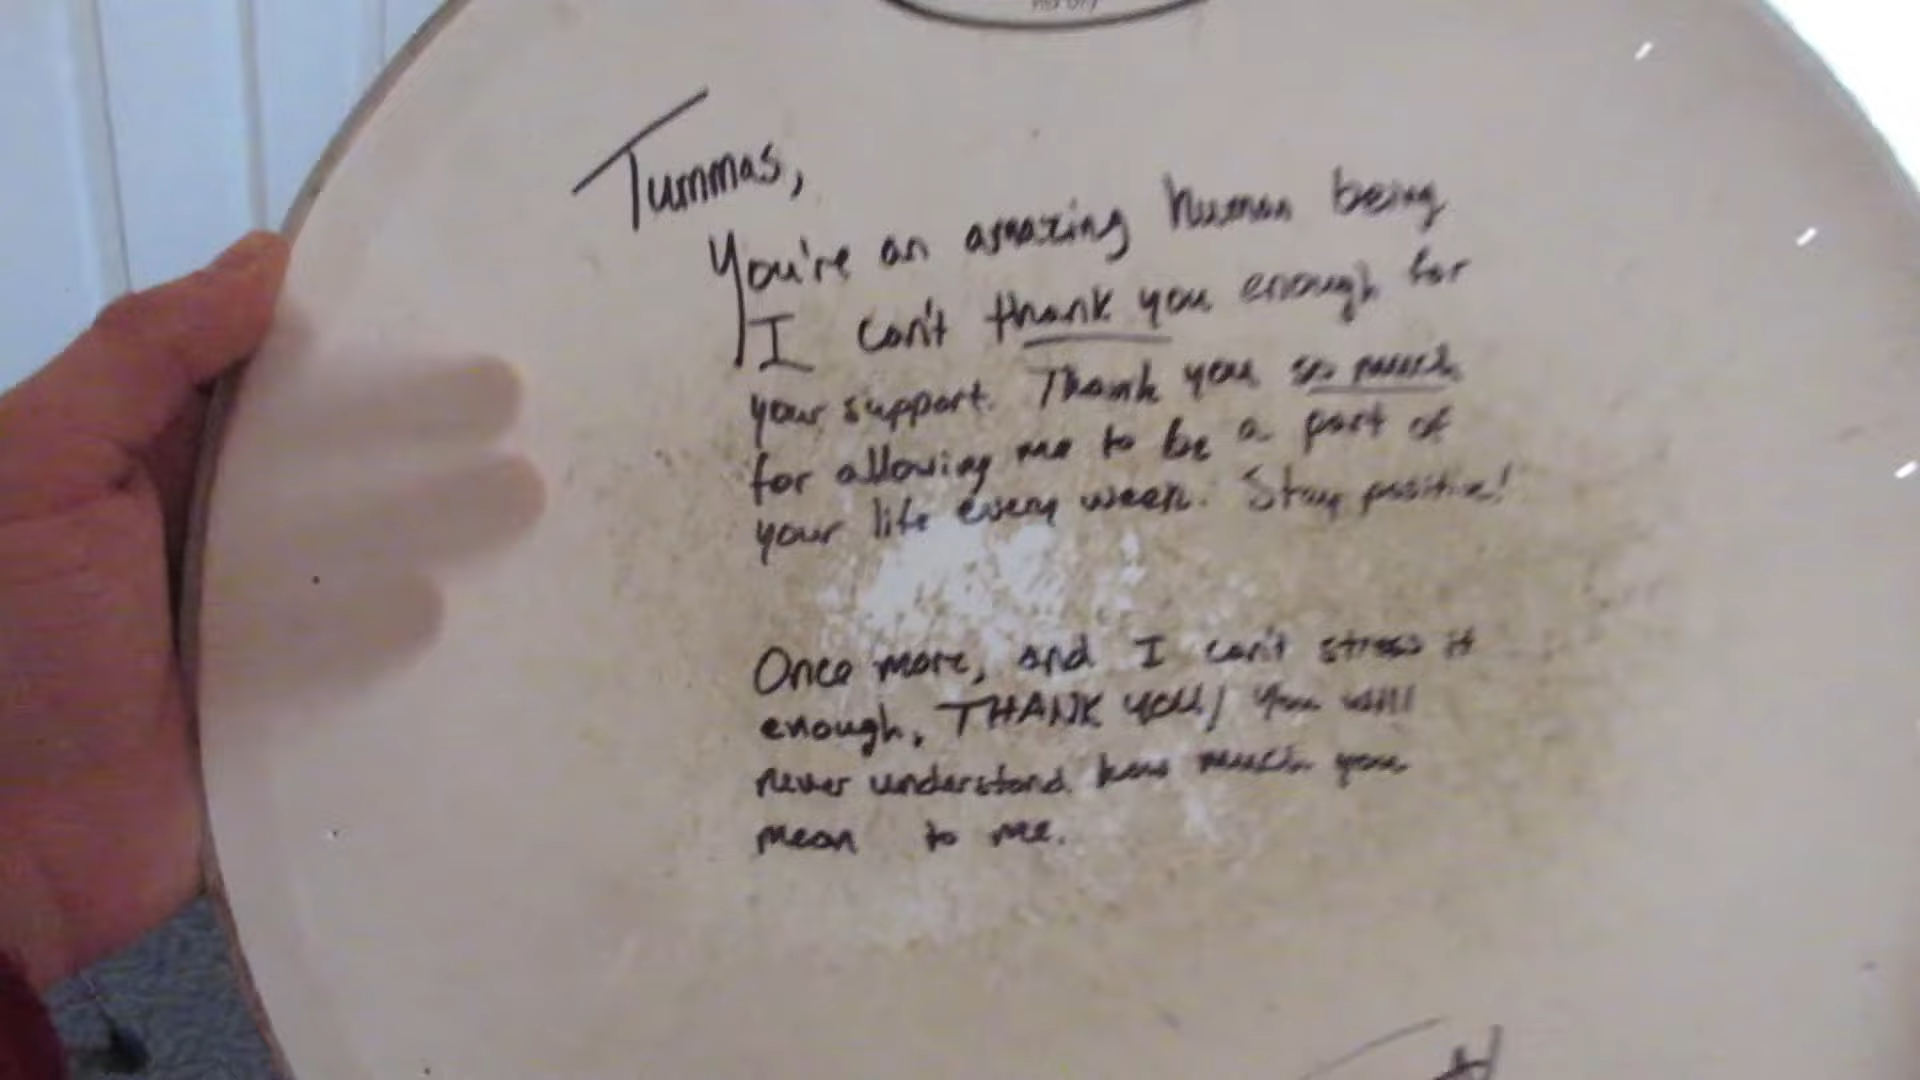 Tummas,
You're an amazing human being
I can't thank you enough for
your support. Thank you so much
for allowing me to be a part of
your life every week. Stay positive!
Once more, and I can't stress it
enough, THANK YOU! You will
never understand how much you
mean to me.